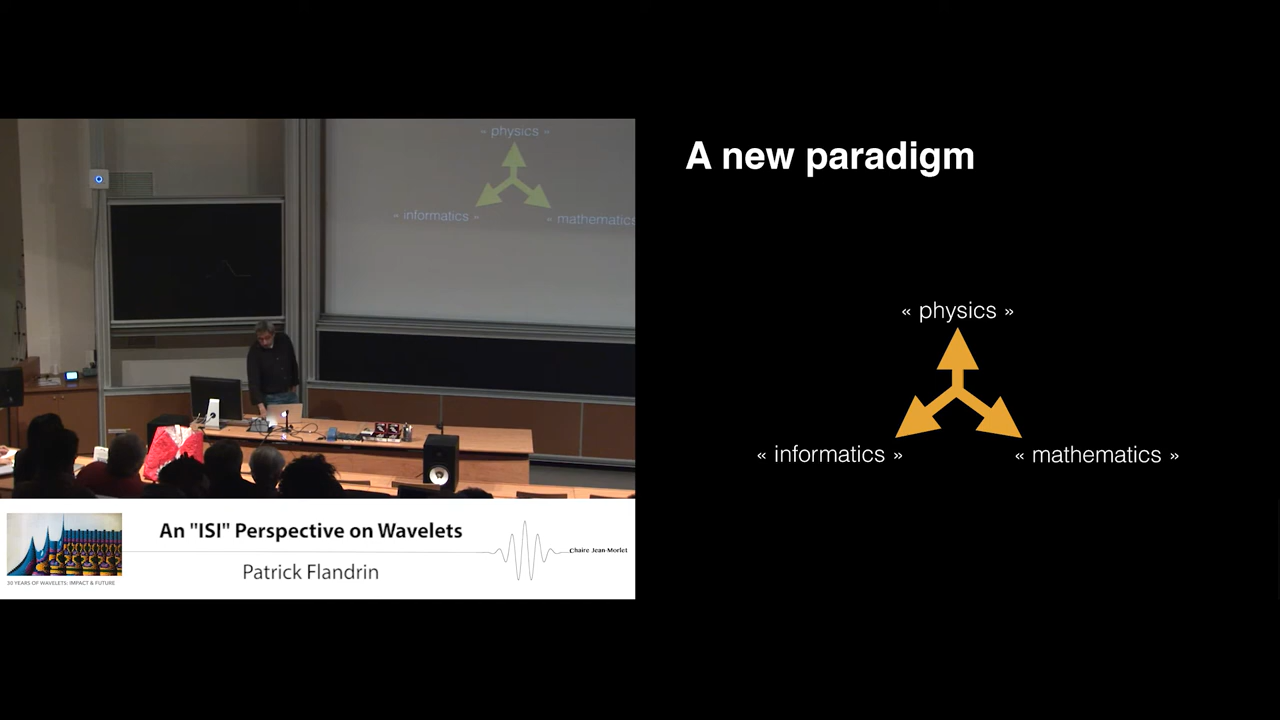 « physics »
« informatics »
« mathematics
A new paradigm
« physics »
« informatics »
« mathematics »
An "ISI" Perspective on Wavelets
Patrick Flandrin
Chaire Jean-Morlet
30 YEARS OF WAVELETS: IMPACT & FUTURE